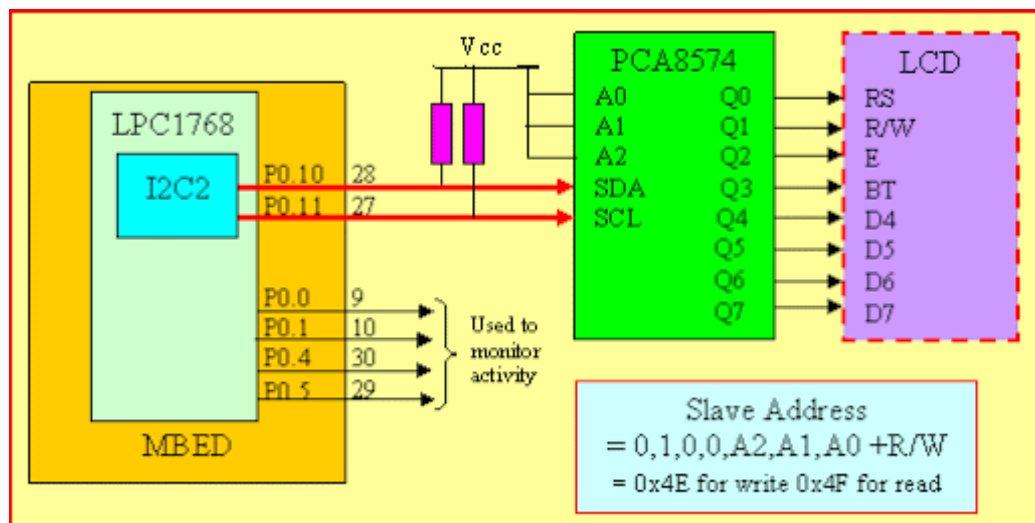 Vcc
PCA8574
LCD
LPC1768
A0 Q0 RS
A1 Q1 R/W
A2 Q2 E
I2C2
P0.10 28 SDA Q3 BT
P0.11 27 SCL Q4 D4
Q5 D5
Q6 D6
Q7 D7
P0.0 9
P0.1 10
P0.4 30
P0.5 29
Used to
monitor
activity
MBED
Slave Address
= 0,1,0,0,A2,A1,A0 +R/W
= 0x4E for write 0x4F for read